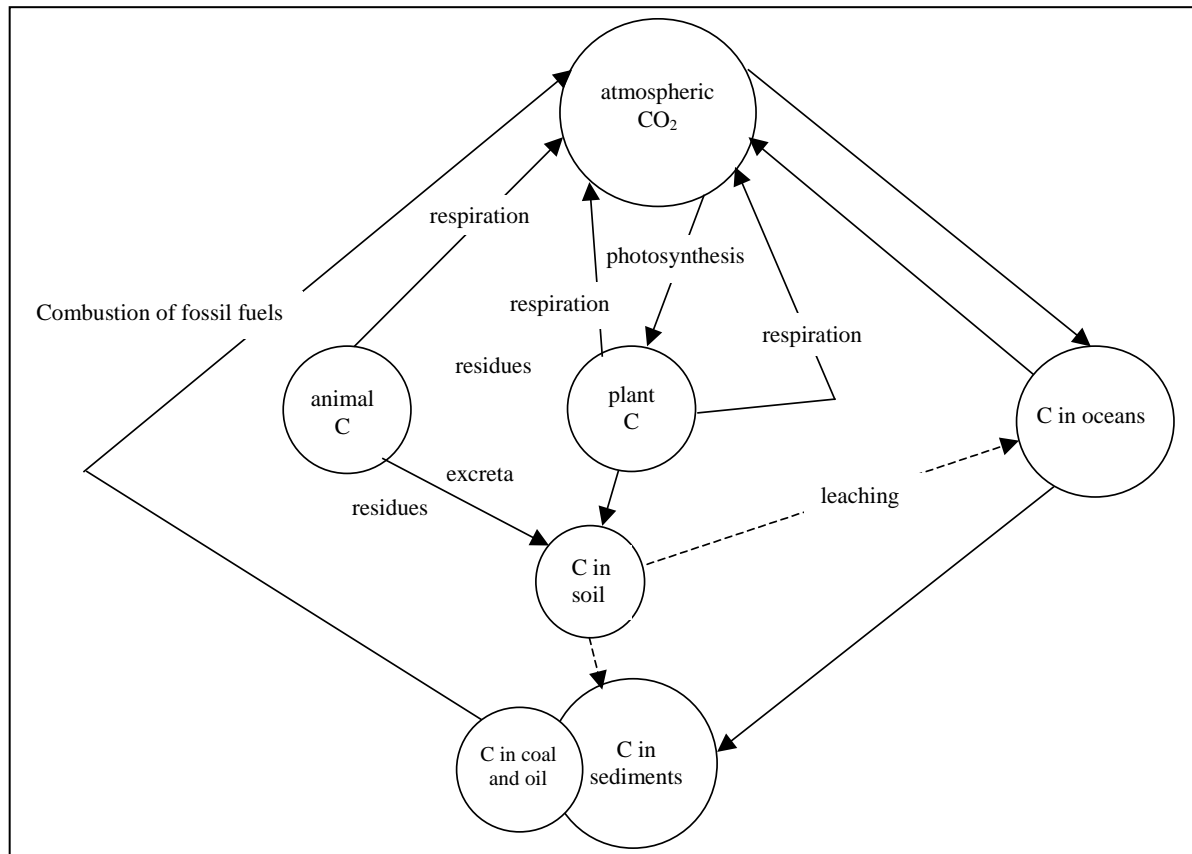 atmospheric
CO₂
respiration
photosynthesis
Combustion of fossil fuels
respiration
respiration
residues
animal
C
plant
C
C in oceans
excreta
residues
leaching
C in
soil
C in coal
and oil
C in
sediments